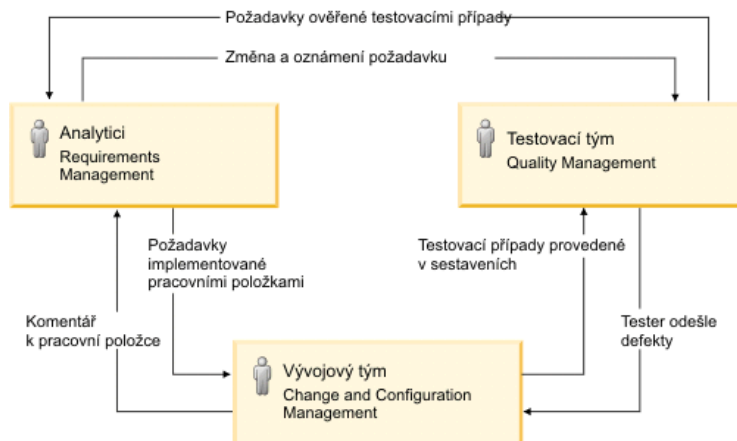 Požadavky ověřené testovacími případy
Změna a oznámení požadavku
Analytici
Requirements
Management
Testovací tým
Quality Management
Požadavky
implementované
pracovními položkami
Testovací případy provedené
v sestaveních
Komentář
k pracovní položce
Tester odešle
defekty
Vývojový tým
Change and Configuration
Management